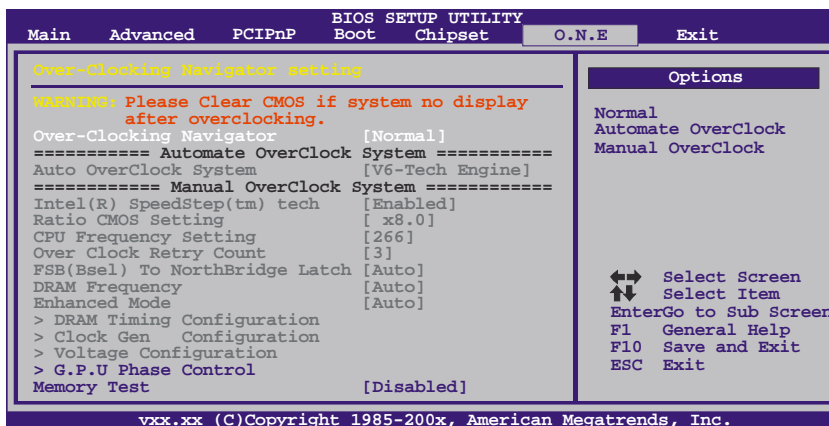 BIOS SETUP UTILITY
Main Advanced PCIPnP Boot Chipset O.N.E Exit
Over-Clocking Navigator setting
WARNING: Please Clear CMOS if system no display
after overclocking.
Over-Clocking Navigator [Normal]
=========== Automate OverClock System ===========
Auto OverClock System [V6-Tech Engine]
============ Manual OverClock System ============
Intel(R) SpeedStep(tm) tech [Enabled]
Ratio CMOS Setting [ x8.0]
CPU Frequency Setting [266]
Over Clock Retry Count [3]
FSB(Bsel) To NorthBridge Latch [Auto]
DRAM Frequency [Auto]
Enhanced Mode [Auto]
> DRAM Timing Configuration
> Clock Gen Configuration
> Voltage Configuration
> G.P.U Phase Control
Memory Test [Disabled]
Options
Normal
Automate OverClock
Manual OverClock
Select Screen
Select Item
EnterGo to Sub Screen
F1 General Help
F10 Save and Exit
ESC Exit
vxx.xx (C)Copyright 1985-200x, American Megatrends, Inc.